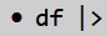 • df |>